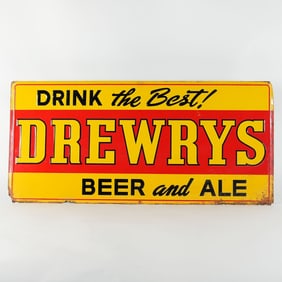 DRINK the Best!
DREWRYS
BEER and ALE